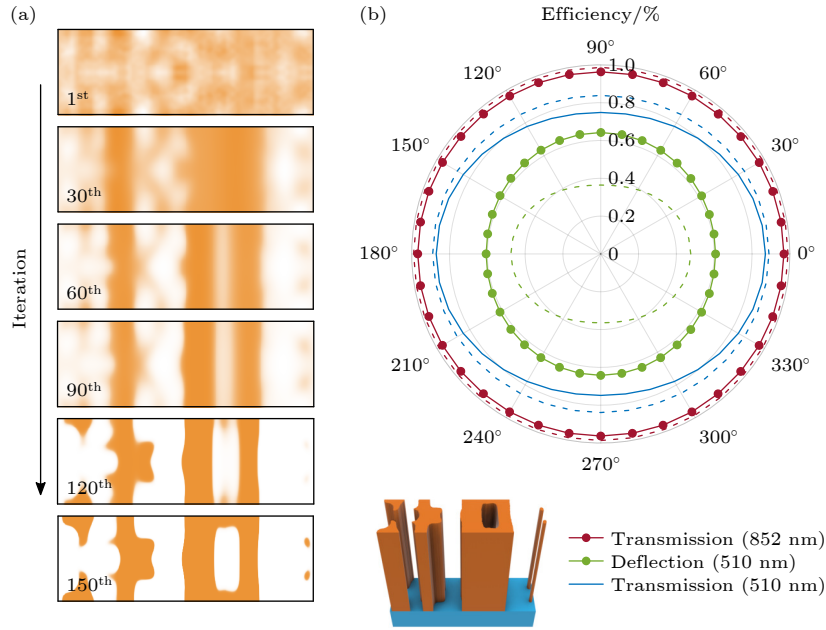 (a)
Iteration
1st
30th
60th
90th
120th
150th
(b)
Efficiency/%
90°
120°
60°
150°
30°
180°
0°
210°
330°
240°
300°
270°
1.0
0.8
0.6
0.4
0.2
0
Transmission (852 nm)
Deflection (510 nm)
Transmission (510 nm)